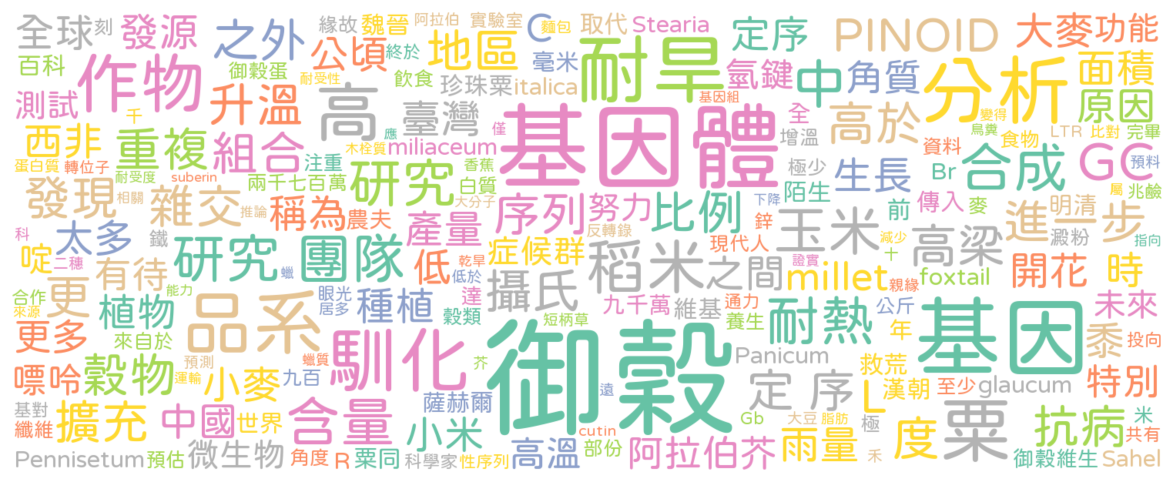 全球 刻 發源 之外 緣故 魏晉 阿拉伯 實驗室 C 麵包 取代 Stearia 定序 PINOID 大麥 功能
百科 御穀蛋 公頃 終於 地區 毫米 耐旱 氫鍵 中 角質 分析 面積
作物 耐受性 飲食 珍珠粟 italica 基因組 變得 原因
測試 千 升溫 高 臺灣 基因體 全 高於 鳥糞 LTR 比對 完畢
西非 重複 組合 木栓質 應 miliaceum 僅 增溫 資料 食物 合成 GC 預料
蛋白質 轉位子 注重 研究 香蕉 極少 生長 Br
耐受度 suberin 兩千七百萬 白質 陌生 兆鹼
發現 相關 雜交 推論 稱為 農夫 產量 大分子 序列 努力 比例 下降 鋅 前 傳入 麥 屬 明清 進一步
太多 鐵 反轉錄 玉米 高粱 澱粉
科 二穗 啶 有待 研究 團隊 低 乾旱 症候群 稻米 之間 現代人 證實 減少 十 指向
蠟 低於 攝氏 millet 親緣 foxtail 開花 時
合作 來源 更 植物 能力 品系 眼光 居多 種植 達 九千萬 維基 通力 耐熱 公斤 未來
更多 來自於 穀類 短柄草 養生 年 基因 黍 投向
嘌呤 穀物 預測 蠟質 馴化 芥 御穀 Panicum 救荒
運輸 小麥 九百 遠 定 序 L 漢朝 至少 glaucum 特別
基對 纖維 擴充 中國 世界 含量 薩赫爾 小米 cutin Gb 大豆 脂肪 極 度 粟 抗病 米 共有
Pennisetum 預估 微生物 角度 R 粟同 科學家 性序列 高溫 部份 阿拉伯芥 雨量 禾 御穀維生 Sahel